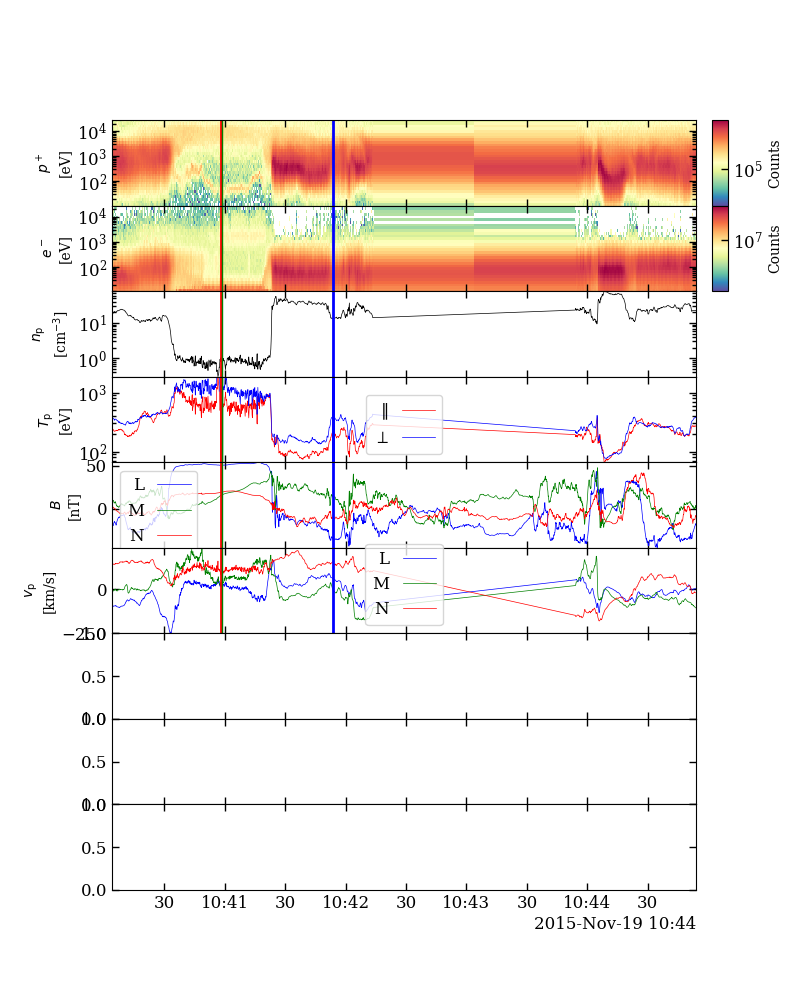 10⁴
10³
10²
p⁺
[eV]
10⁵
Counts
10⁴
10³
10²
e⁻
[eV]
10⁷
Counts
10¹
10⁰
nₚ
[cm⁻³]
10³
10²
Tₚ
[eV]
∥
⊥
50
0
B
[nT]
L
M
N
0
−250
vₚ
[km/s]
L
M
N
1.0
0.5
0.0
1.0
0.5
0.0
1.0
0.5
0.0
30 10:41 30 10:42 30 10:43 30 10:44 30
2015-Nov-19 10:44